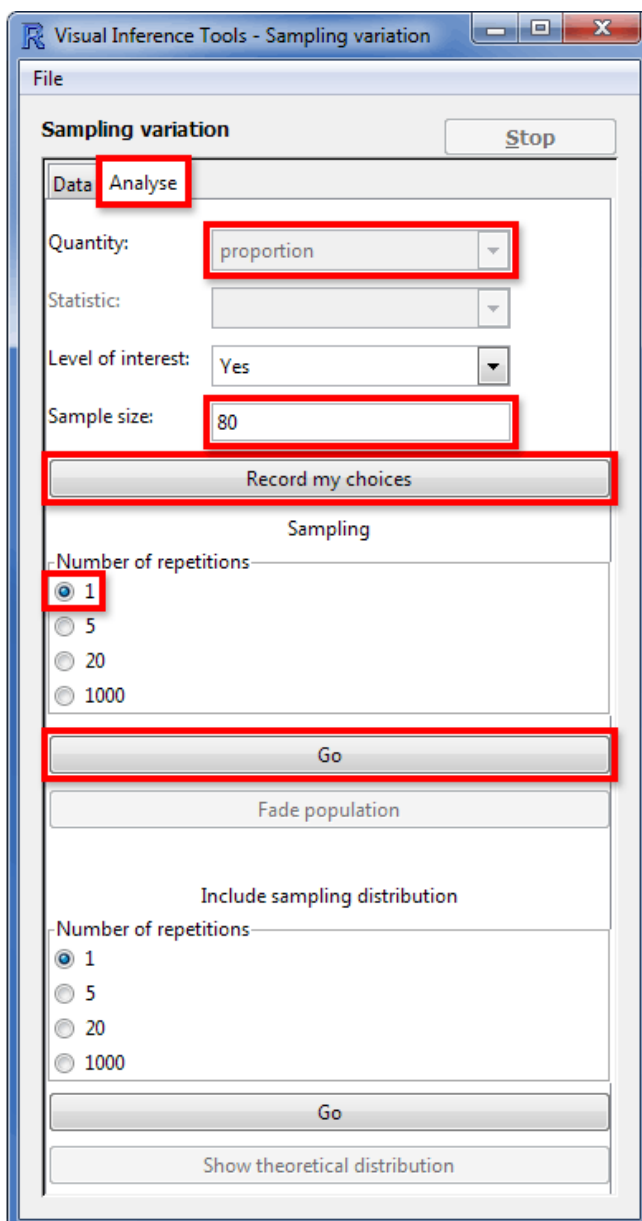 Visual Inference Tools - Sampling variation
File
Sampling variation
Stop
Data Analyse
Quantity: proportion
Statistic:
Level of interest: Yes
Sample size: 80
Record my choices
Sampling
Number of repetitions
1
5
20
1000
Go
Fade population
Include sampling distribution
Number of repetitions
1
5
20
1000
Go
Show theoretical distribution